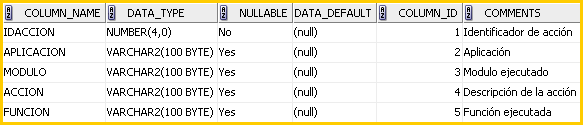 COLUMN_NAME DATA_TYPE NULLABLE DATA_DEFAULT COLUMN_ID COMMENTS
IDACCION NUMBER(4,0) No (null) 1 Identificador de acción
APLICACION VARCHAR2(100 BYTE) Yes (null) 2 Aplicación
MODULO VARCHAR2(100 BYTE) Yes (null) 3 Modulo ejecutado
ACCION VARCHAR2(100 BYTE) Yes (null) 4 Descripción de la acción
FUNCION VARCHAR2(100 BYTE) Yes (null) 5 Función ejecutada